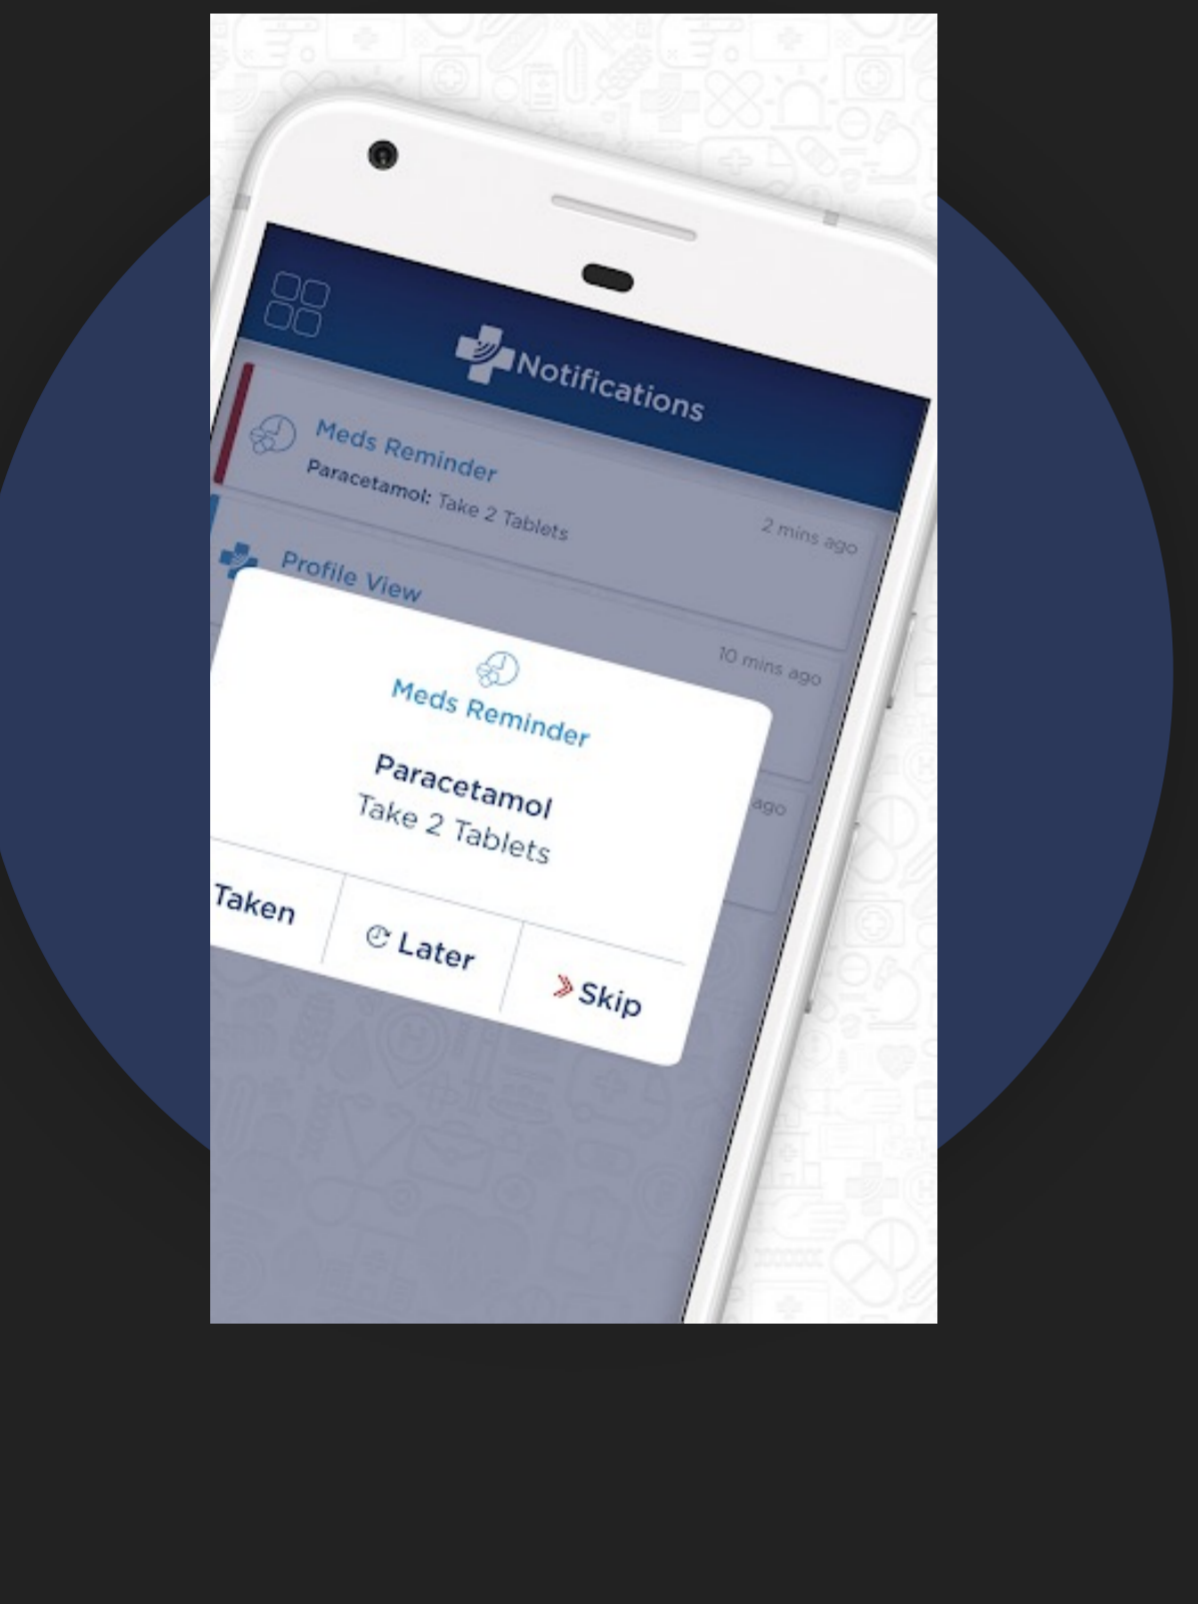 Notifications
Meds Reminder
Paracetamol: Take 2 Tablets
2 mins ago
Profile View
10 mins ago
ago
Meds Reminder
Paracetamol
Take 2 Tablets
Taken
Later
Skip